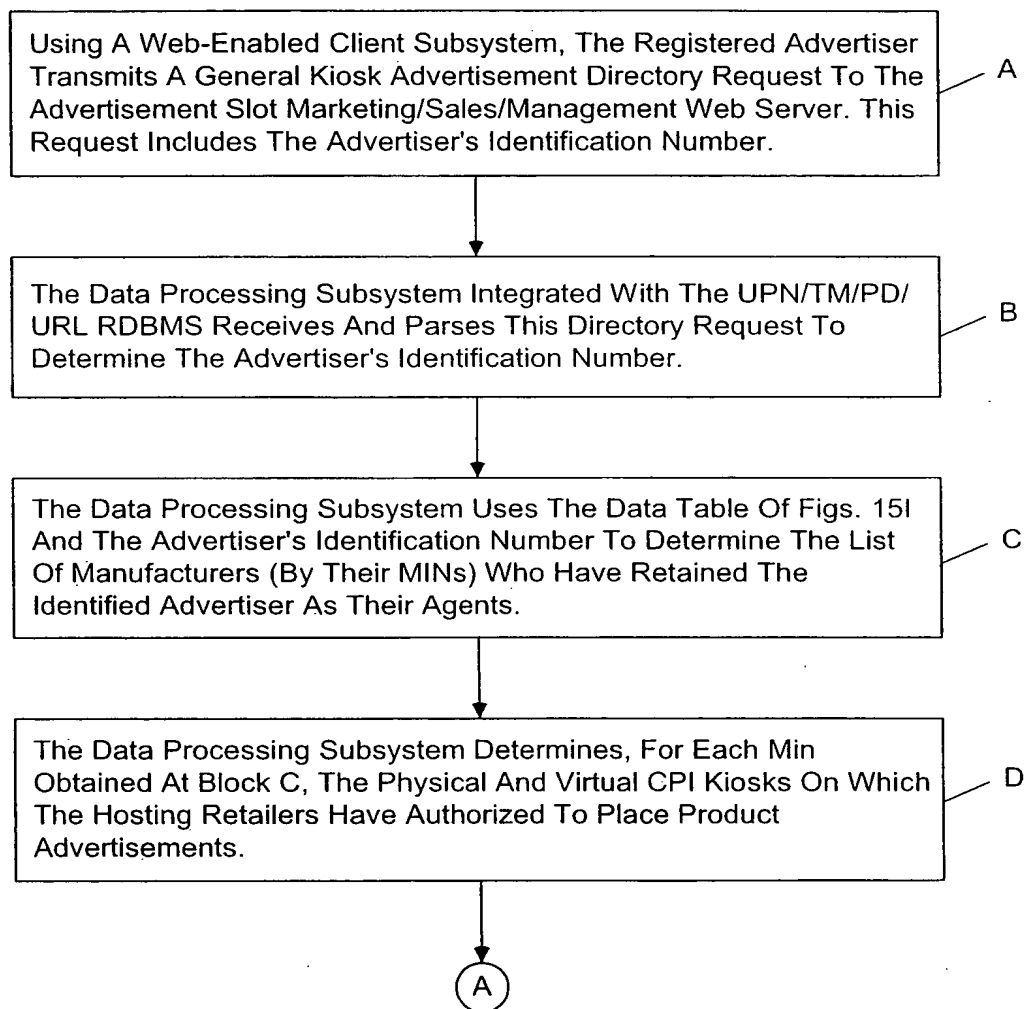 Using A Web-Enabled Client Subsystem, The Registered Advertiser
Transmits A General Kiosk Advertisement Directory Request To The
Advertisement Slot Marketing/Sales/Management Web Server. This
Request Includes The Advertiser's Identification Number.
A
The Data Processing Subsystem Integrated With The UPN/TM/PD/
URL RDBMS Receives And Parses This Directory Request To
Determine The Advertiser's Identification Number.
B
The Data Processing Subsystem Uses The Data Table Of Figs. 15I
And The Advertiser's Identification Number To Determine The List
Of Manufacturers (By Their MINs) Who Have Retained The
Identified Advertiser As Their Agents.
C
The Data Processing Subsystem Determines, For Each Min
Obtained At Block C, The Physical And Virtual CPI Kiosks On Which
The Hosting Retailers Have Authorized To Place Product
Advertisements.
D
A